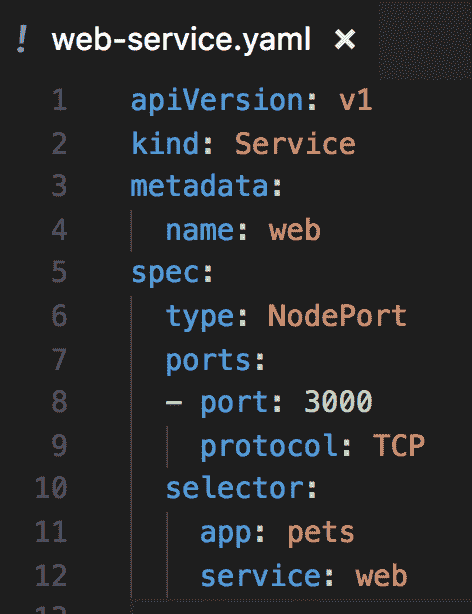 ! web-service.yaml ×
1 apiVersion: v1
2 kind: Service
3 metadata:
4   name: web
5 spec:
6   type: NodePort
7   ports:
8   - port: 3000
9     protocol: TCP
10   selector:
11     app: pets
12     service: web
13